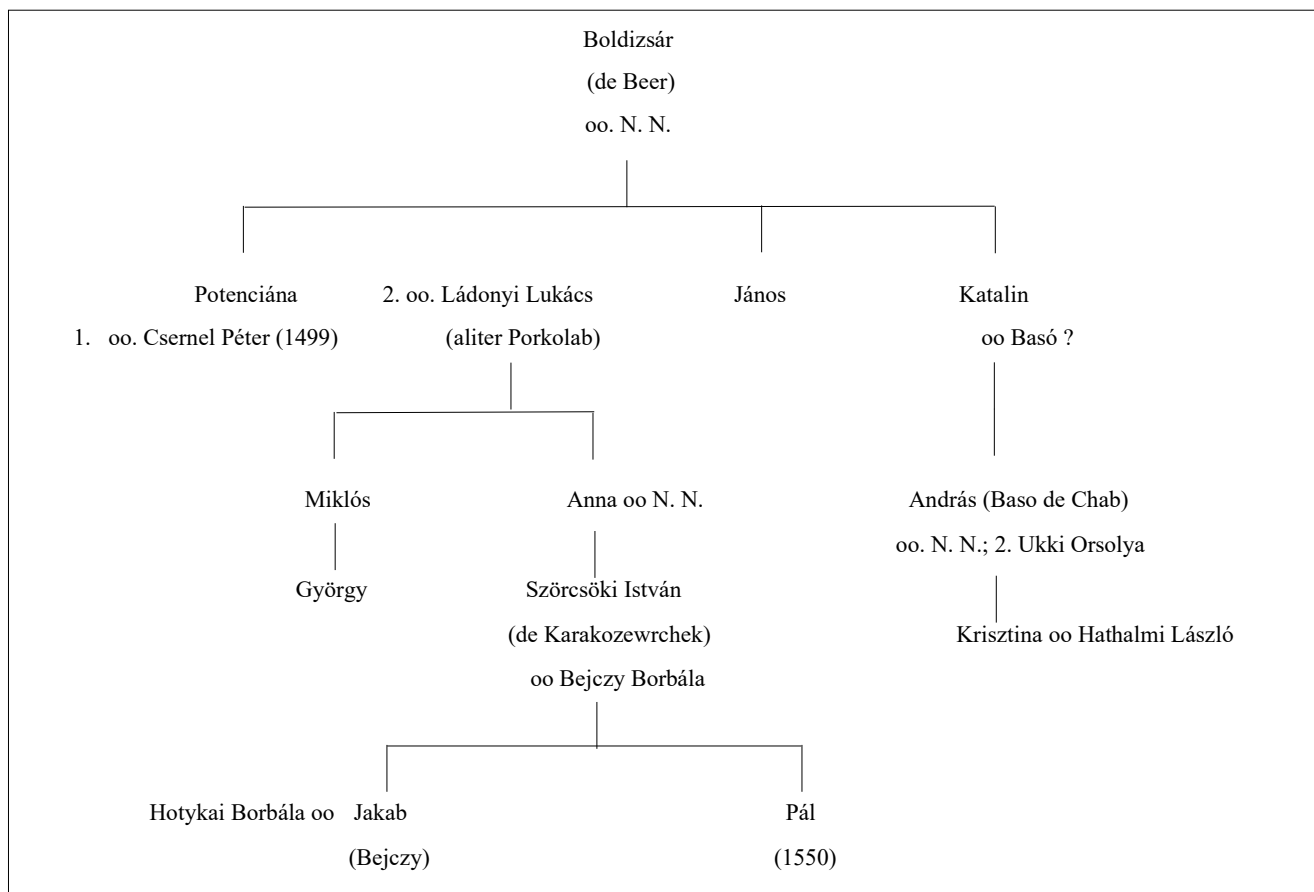 Boldizsár
(de Beer)
oo. N. N.
Potenciána 2. oo. Ládonyi Lukács János Katalin
1. oo. Csernel Péter (1499) (aliter Porkolab) oo Basó ?
Miklós Anna oo N. N. András (Baso de Chab)
oo. N. N.; 2. Ukki Orsolya
György Szörcsöki István
(de Karakozewrchek) Krisztina oo Hathalmi László
oo Bejczy Borbála
Hotykai Borbála oo Jakab Pál
(Bejczy) (1550)